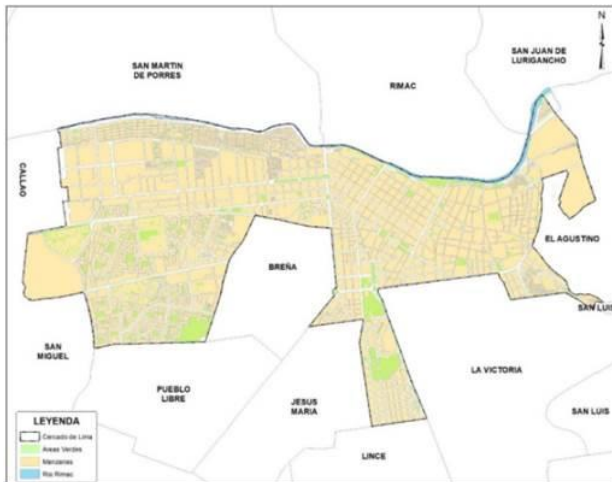 N
SAN MARTIN
DE PORRES
RIMAC
SAN JUAN DE
LURIGANCHO
CALLAO
EL AGUSTINO
BREÑA
SAN LUIS
SAN
MIGUEL
LA VICTORIA
PUEBLO
LIBRE
JESUS
MARIA
SAN LUIS
LINCE
LEYENDA
Cercado de Lima
Areas Verdes
Manzanas
Rio Rimac